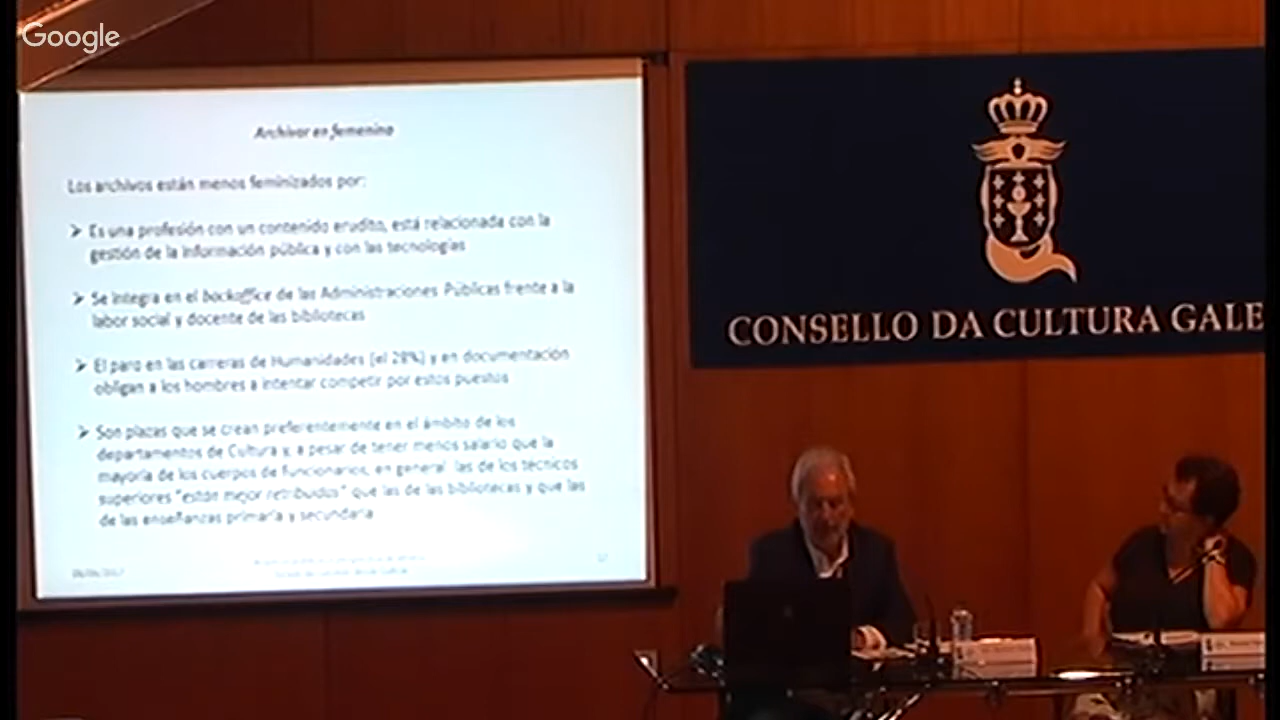 Google
Archivar en femenino
Los archivos están menos feminizados por:
Es una profesión con un contenido erudito, está relacionada con la
gestión de la información pública y con las tecnologías
Se integra en el backoffice de las Administraciones Públicas frente a la
labor social y docente de las bibliotecas
El paro en las carreras de Humanidades (el 28%) y en documentación
obligan a los hombres a intentar competir por estos puestos
Son plazas que se crean preferentemente en el ámbito de los
departamentos de Cultura y, a pesar de tener menos salario que la
mayoría de los cuerpos de funcionarios, en general, las de los técnicos
superiores "están mejor retribuidos" que las de las bibliotecas y que las
de las enseñanzas primaria y secundaria
CONSELLO DA CULTURA GALE